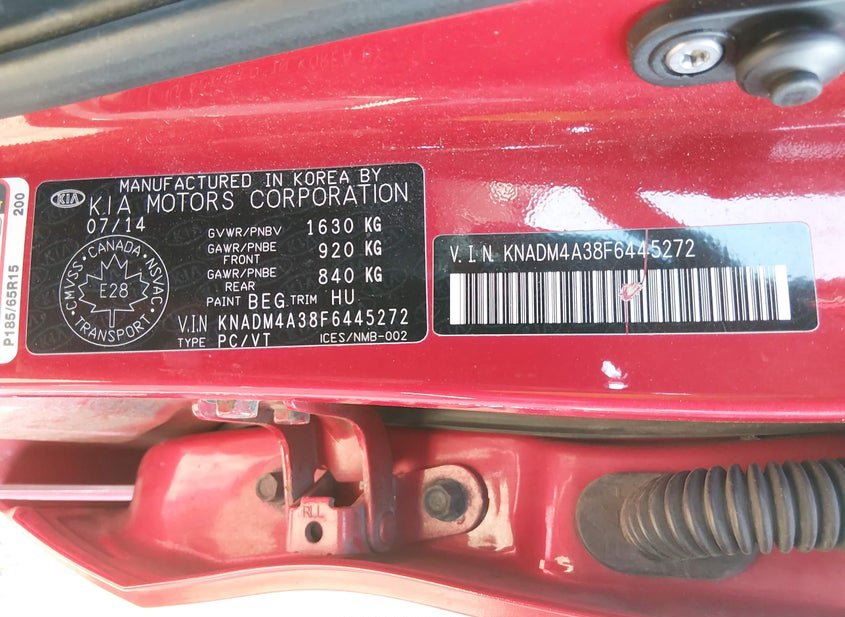 MANUFACTURED IN KOREA BY
KIA KIA MOTORS CORPORATION
07/14
GVWR/PNBV 1630 KG
GAWR/PNBE FRONT 920 KG
GAWR/PNBE REAR 840 KG
PAINT BEG TRIM HU
V.I.N KNADM4A38F6445272
TYPE PC/VT ICES/NMB-002
CANADA
CMVSS NSVAC
E28
TRANSPORT
V.I.N KNADM4A38F6445272
200
P185/65R15
RLL